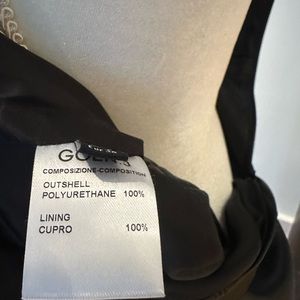 COMPOSIZIONE-COMPOSITION
OUTSHELL
POLYURETHANE 100%
LINING
CUPRO 100%